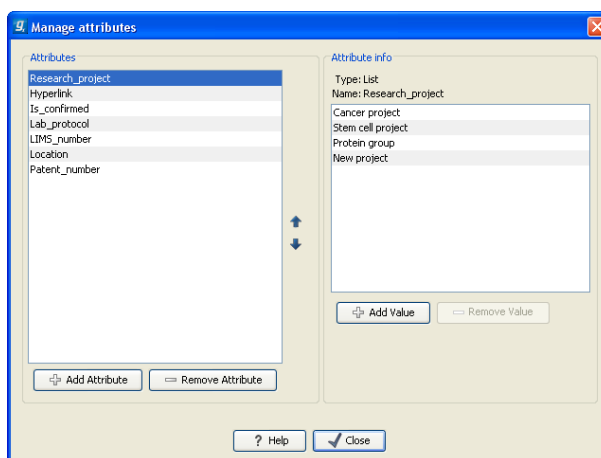 Manage attributes
Attributes
Research_project
Hyperlink
Is_confirmed
Lab_protocol
LIMS_number
Location
Patent_number
Add Attribute
Remove Attribute
Attribute info
Type: List
Name: Research_project
Cancer project
Stem cell project
Protein group
New project
Add Value
Remove Value
? Help
Close